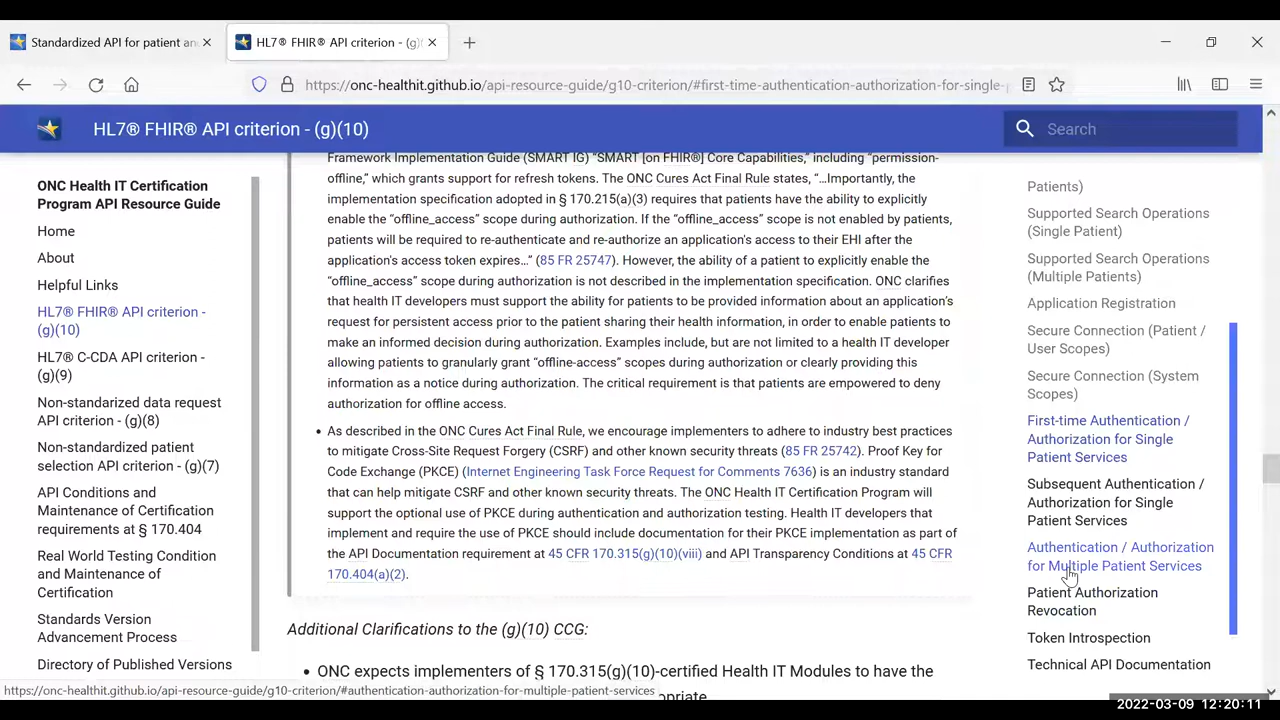 Standardized API for patient an
HL7® FHIR® API criterion - (g)(
https://onc-healthit.github.io/api-resource-guide/g10-criterion/#first-time-authentication-authorization-for-single-
HL7® FHIR® API criterion - (g)(10)
Search
ONC Health IT Certification
Program API Resource Guide
Home
About
Helpful Links
HL7® FHIR® API criterion -
(g)(10)
HL7® C-CDA API criterion -
(g)(9)
Non-standarized data request
API criterion - (g)(8)
Non-standardized patient
selection API criterion - (g)(7)
API Conditions and
Maintenance of Certification
requirements at § 170.404
Real World Testing Condition
and Maintenance of
Certification
Standards Version
Advancement Process
Directory of Published Versions
Framework Implementation Guide (SMART IG) "SMART [on FHIR®] Core Capabilities," including "permission-
offline," which grants support for refresh tokens. The ONC Cures Act Final Rule states, "…Importantly, the
implementation specification adopted in § 170.215(a)(3) requires that patients have the ability to explicitly
enable the "offline_access" scope during authorization. If the "offline_access" scope is not enabled by patients,
patients will be required to re-authenticate and re-authorize an application's access to their EHI after the
application's access token expires…" (85 FR 25747). However, the ability of a patient to explicitly enable the
"offline_access" scope during authorization is not described in the implementation specification. ONC clarifies
that health IT developers must support the ability for patients to be provided information about an application's
request for persistent access prior to the patient sharing their health information, in order to enable patients to
make an informed decision during authorization. Examples include, but are not limited to a health IT developer
allowing patients to granularly grant "offline-access" scopes during authorization or clearly providing this
information as a notice during authorization. The critical requirement is that patients are empowered to deny
authorization for offline access.
• As described in the ONC Cures Act Final Rule, we encourage implementers to adhere to industry best practices
to mitigate Cross-Site Request Forgery (CSRF) and other known security threats (85 FR 25742). Proof Key for
Code Exchange (PKCE) (Internet Engineering Task Force Request for Comments 7636) is an industry standard
that can help mitigate CSRF and other known security threats. The ONC Health IT Certification Program will
support the optional use of PKCE during authentication and authorization testing. Health IT developers that
implement and require the use of PKCE should include documentation for their PKCE implementation as part of
the API Documentation requirement at 45 CFR 170.315(g)(10)(viii) and API Transparency Conditions at 45 CFR
170.404(a)(2).
Additional Clarifications to the (g)(10) CCG:
• ONC expects implementers of § 170.315(g)(10)-certified Health IT Modules to have the
Patients)
Supported Search Operations
(Single Patient)
Supported Search Operations
(Multiple Patients)
Application Registration
Secure Connection (Patient /
User Scopes)
Secure Connection (System
Scopes)
First-time Authentication /
Authorization for Single
Patient Services
Subsequent Authentication /
Authorization for Single
Patient Services
Authentication / Authorization
for Multiple Patient Services
Patient Authorization
Revocation
Token Introspection
Technical API Documentation
https://onc-healthit.github.io/api-resource-guide/g10-criterion/#authentication-authorization-for-multiple-patient-services
2022-03-09 12:20:11